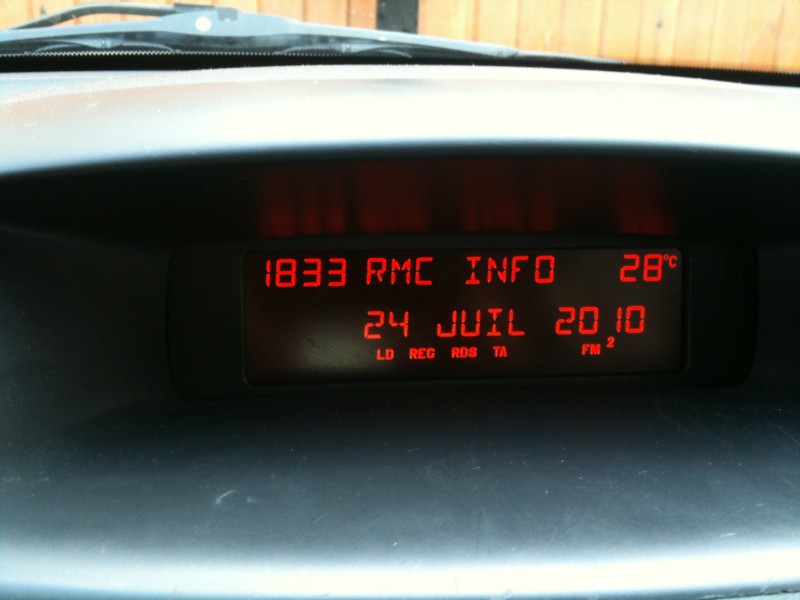 1833 RMC INFO 28°C
24 JUIL 2010
LD REG RDS TA FM 2